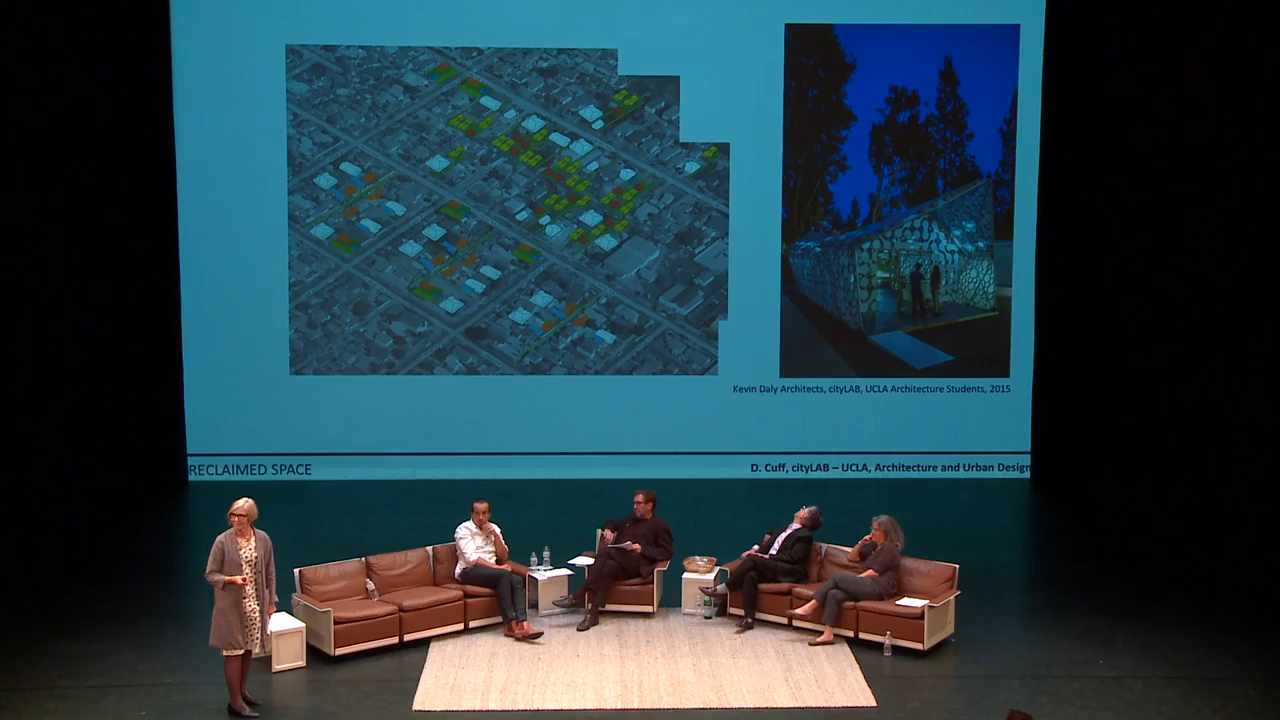 Kevin Daly Architects, cityLAB, UCLA Architecture Students, 2015
RECLAIMED SPACE
D. Cuff, cityLAB – UCLA, Architecture and Urban Design